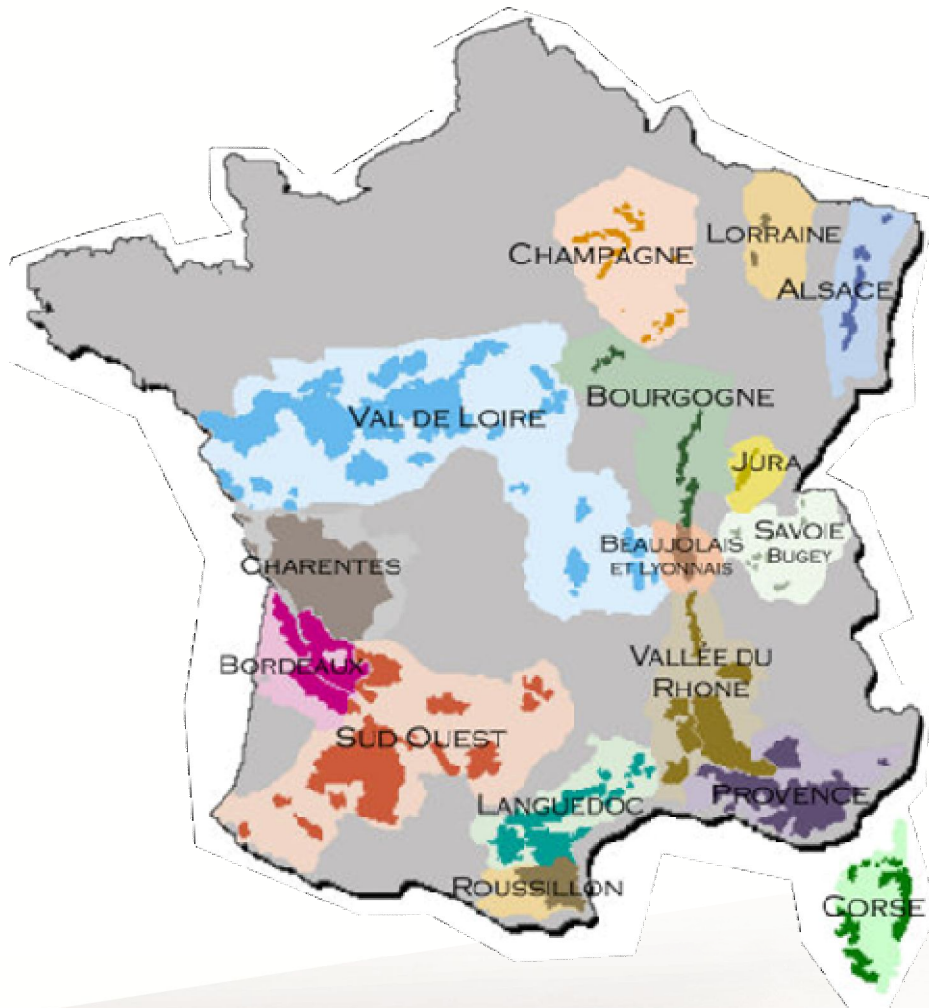 LORRAINE
CHAMPAGNE
ALSACE
BOURGOGNE
VAL DE LOIRE
JURA
SAVOIE
BUGEY
BEAUJOLAIS
ET LYONNAIS
CHARENTES
VALLÉE DU
RHONE
BORDEAUX
SUD OUEST
PROVENCE
LANGUEDOC
ROUSSILLON
CORSE